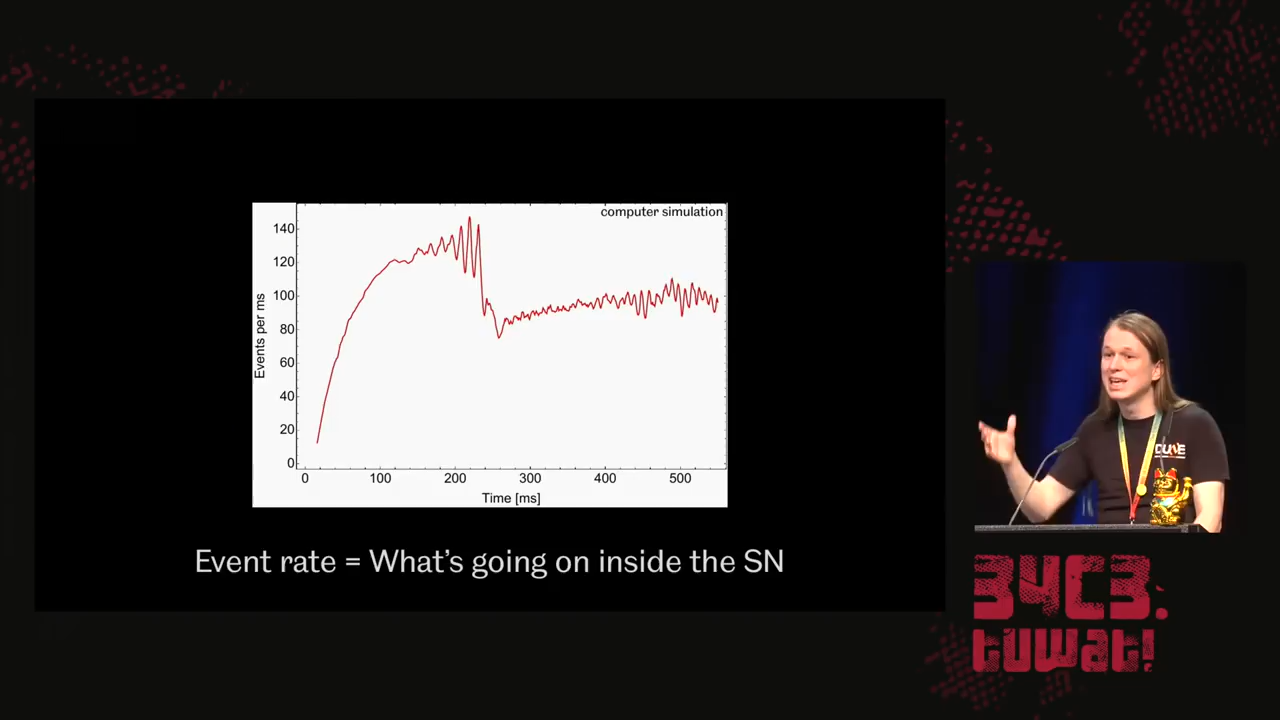 computer simulation
Events per ms
140
120
100
80
60
40
20
0
0 100 200 300 400 500
Time [ms]
Event rate = What's going on inside the SN
DUNE
34C3.
tuwat!